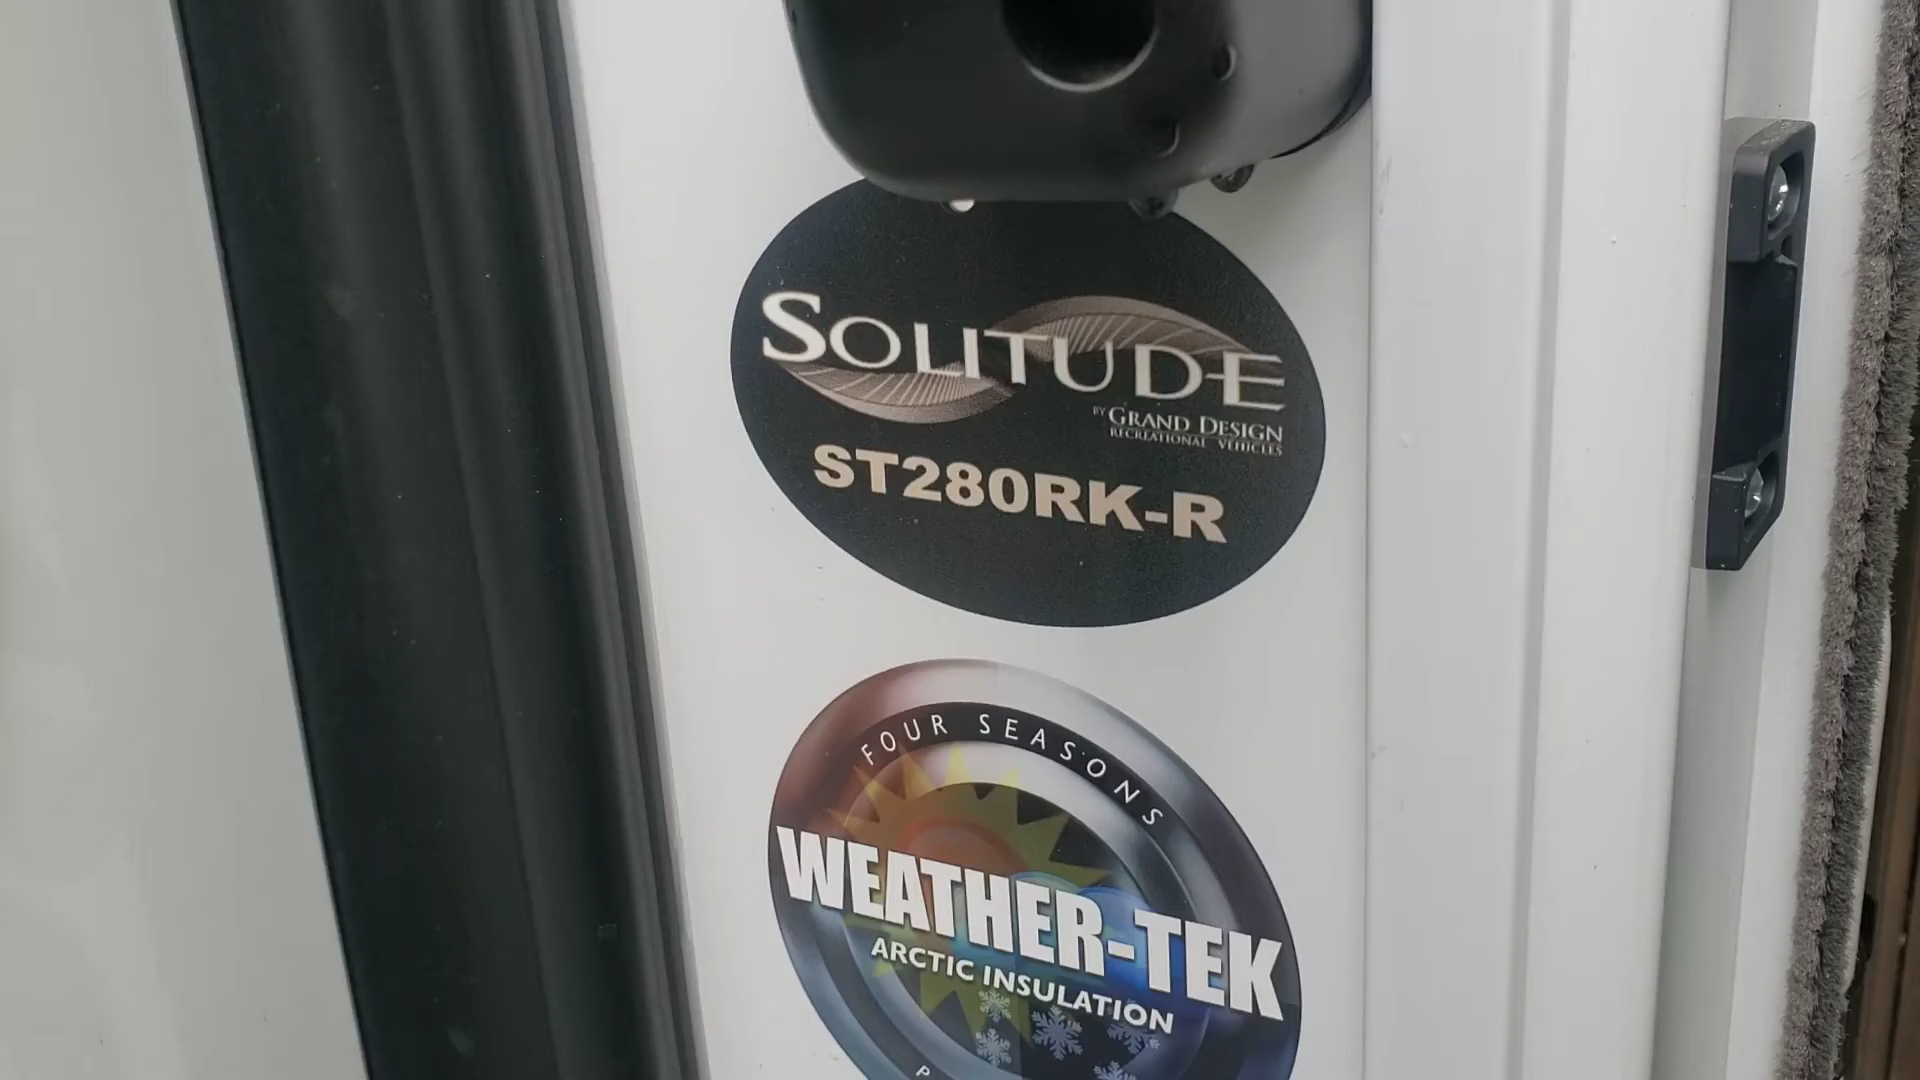 SOLITUDE
BY GRAND DESIGN
RECREATIONAL VEHICLES
ST280RK-R
FOUR SEASONS
WEATHER-TEK
ARCTIC INSULATION